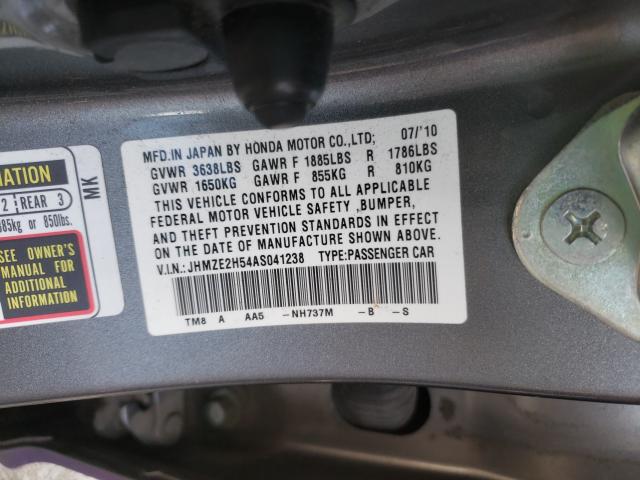 MATION
2 REAR 3
385kg or 850lbs.
SEE OWNER'S
MANUAL FOR
ADDITIONAL
INFORMATION
MK
MFD.IN JAPAN BY HONDA MOTOR CO.,LTD; 07/'10
GVWR 3638LBS GAWR F 1885LBS R 1786LBS
GVWR 1650KG GAWR F 855KG R 810KG
THIS VEHICLE CONFORMS TO ALL APPLICABLE
FEDERAL MOTOR VEHICLE SAFETY ,BUMPER,
AND THEFT PREVENTION STANDARDS IN EFFECT
ON THE DATE OF MANUFACTURE SHOWN ABOVE.
V.I.N.: JHMZE2H54AS041238 TYPE:PASSENGER CAR
TM8 A AA5 -NH737M -B -S